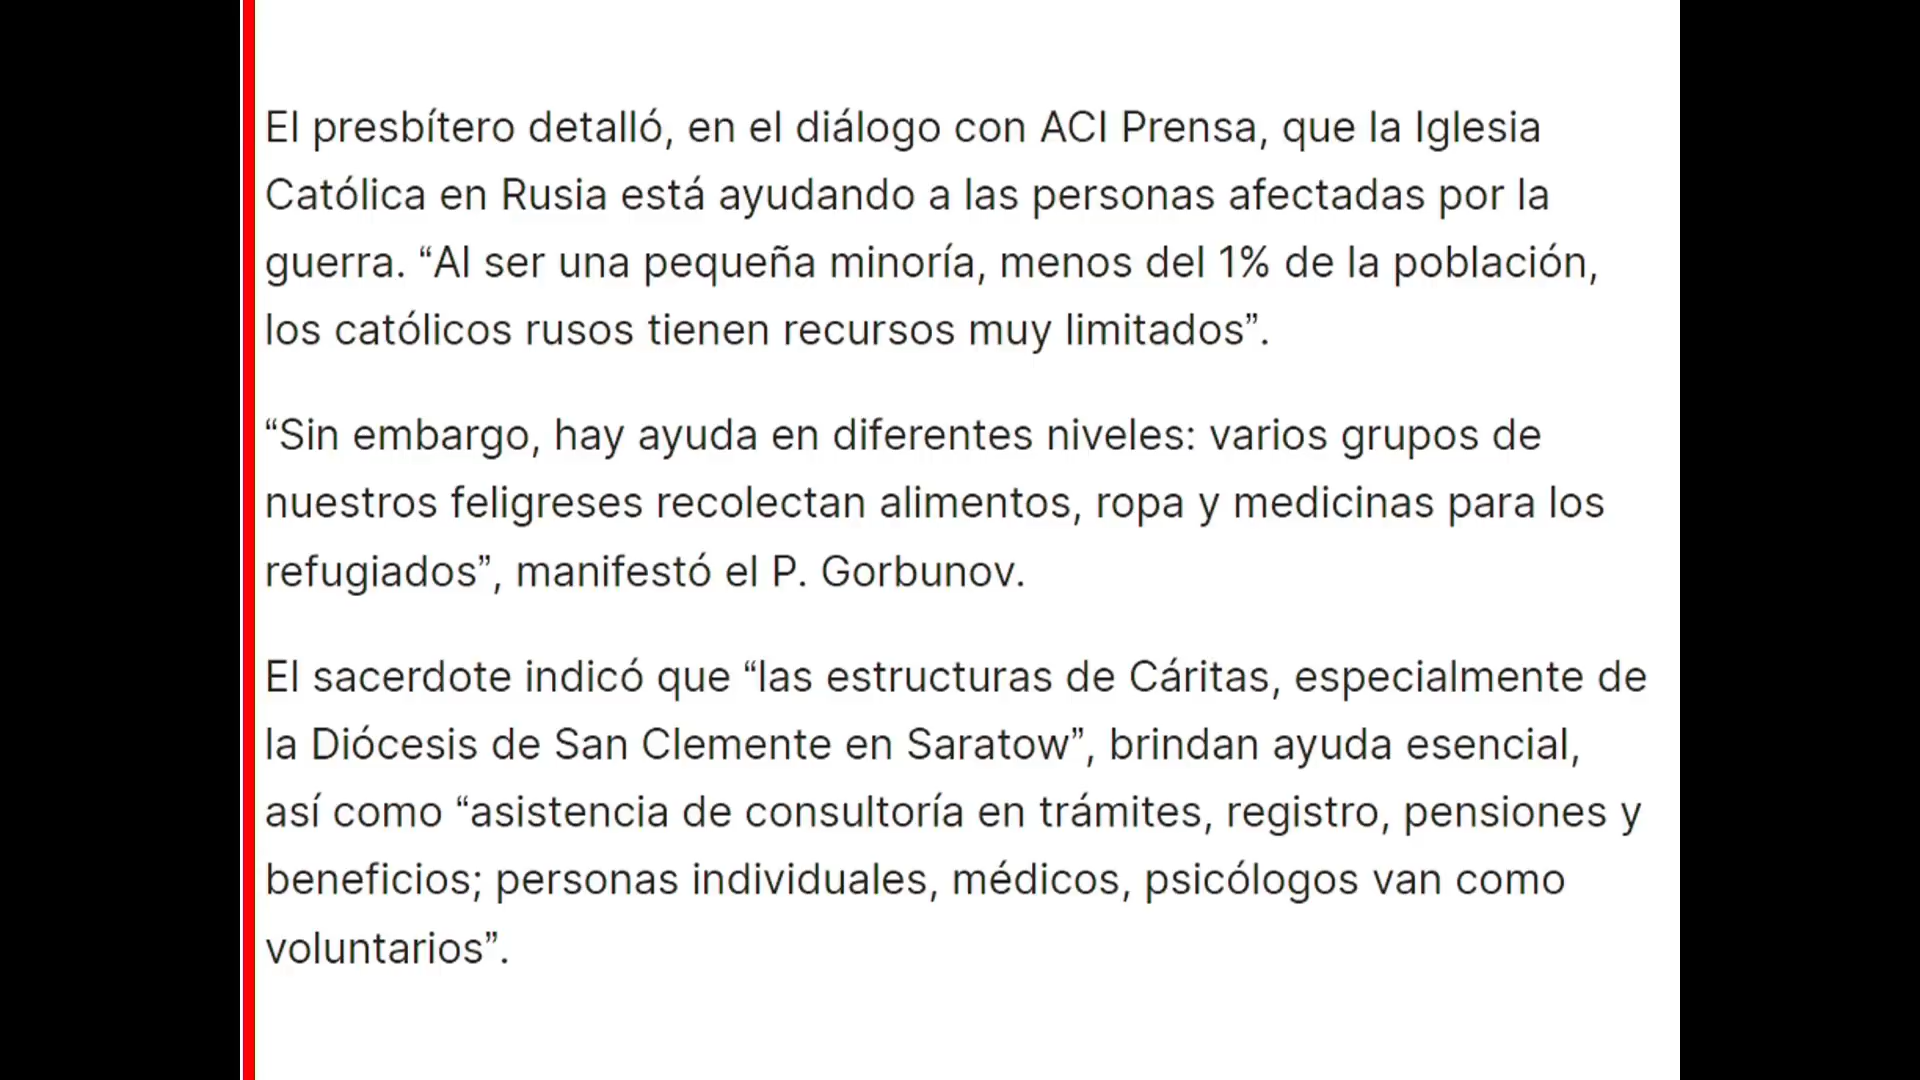 El presbítero detalló, en el diálogo con ACI Prensa, que la Iglesia
Católica en Rusia está ayudando a las personas afectadas por la
guerra. “Al ser una pequeña minoría, menos del 1% de la población,
los católicos rusos tienen recursos muy limitados”.
“Sin embargo, hay ayuda en diferentes niveles: varios grupos de
nuestros feligreses recolectan alimentos, ropa y medicinas para los
refugiados”, manifestó el P. Gorbunov.
El sacerdote indicó que “las estructuras de Cáritas, especialmente de
la Diócesis de San Clemente en Saratow”, brindan ayuda esencial,
así como “asistencia de consultoría en trámites, registro, pensiones y
beneficios; personas individuales, médicos, psicólogos van como
voluntarios”.